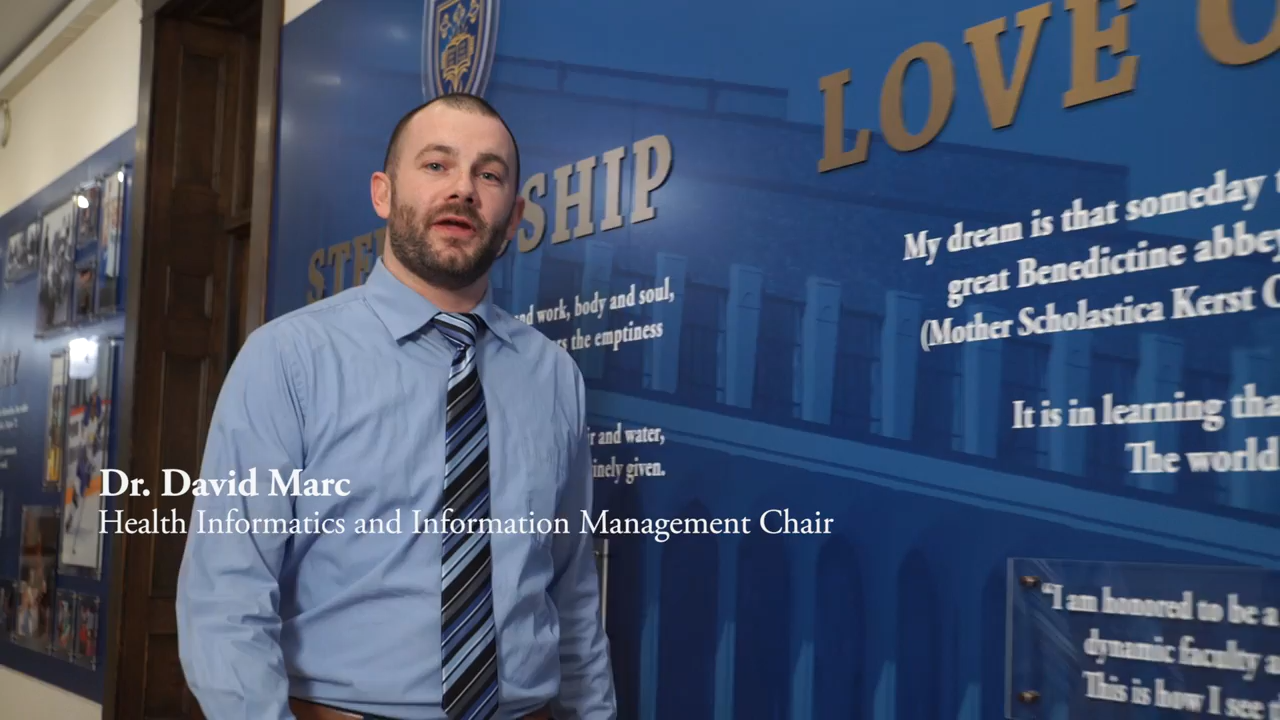 STE SHIP
LOVE O
nd work, body and soul,
rs the emptiness
r and water,
inely given.
My dream is that someday
great Benedictine abbey
(Mother Scholastica Kerst
It is in learning tha
The world
"I am honored to be a
dynamic faculty a
This is how I see t
Dr. David Marc
Health Informatics and Information Management Chair